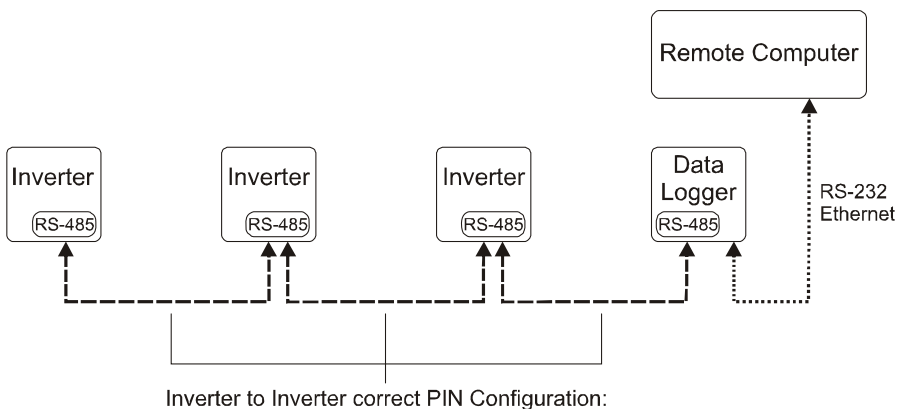 Remote Computer
Inverter
RS-485
Inverter
RS-485
Inverter
RS-485
Data
Logger
RS-485
RS-232
Ethernet
Inverter to Inverter correct PIN Configuration: